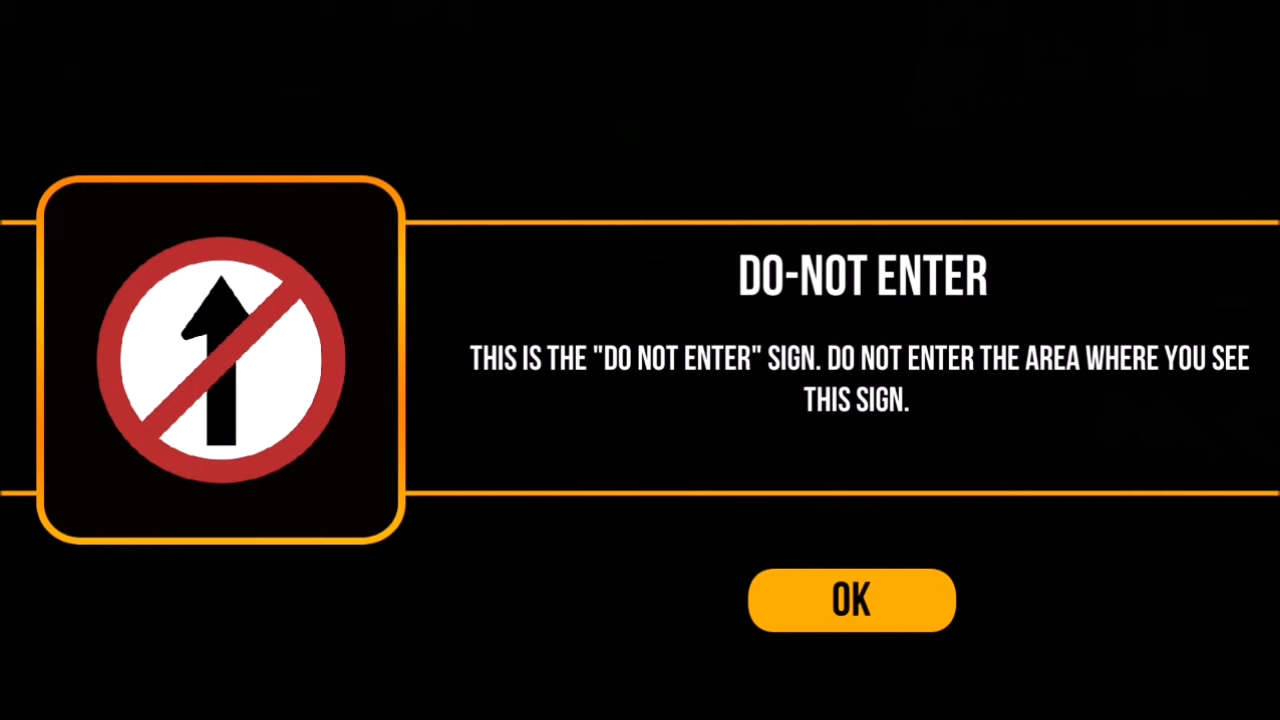 DO-NOT ENTER
THIS IS THE "DO NOT ENTER" SIGN. DO NOT ENTER THE AREA WHERE YOU SEE
THIS SIGN.
OK